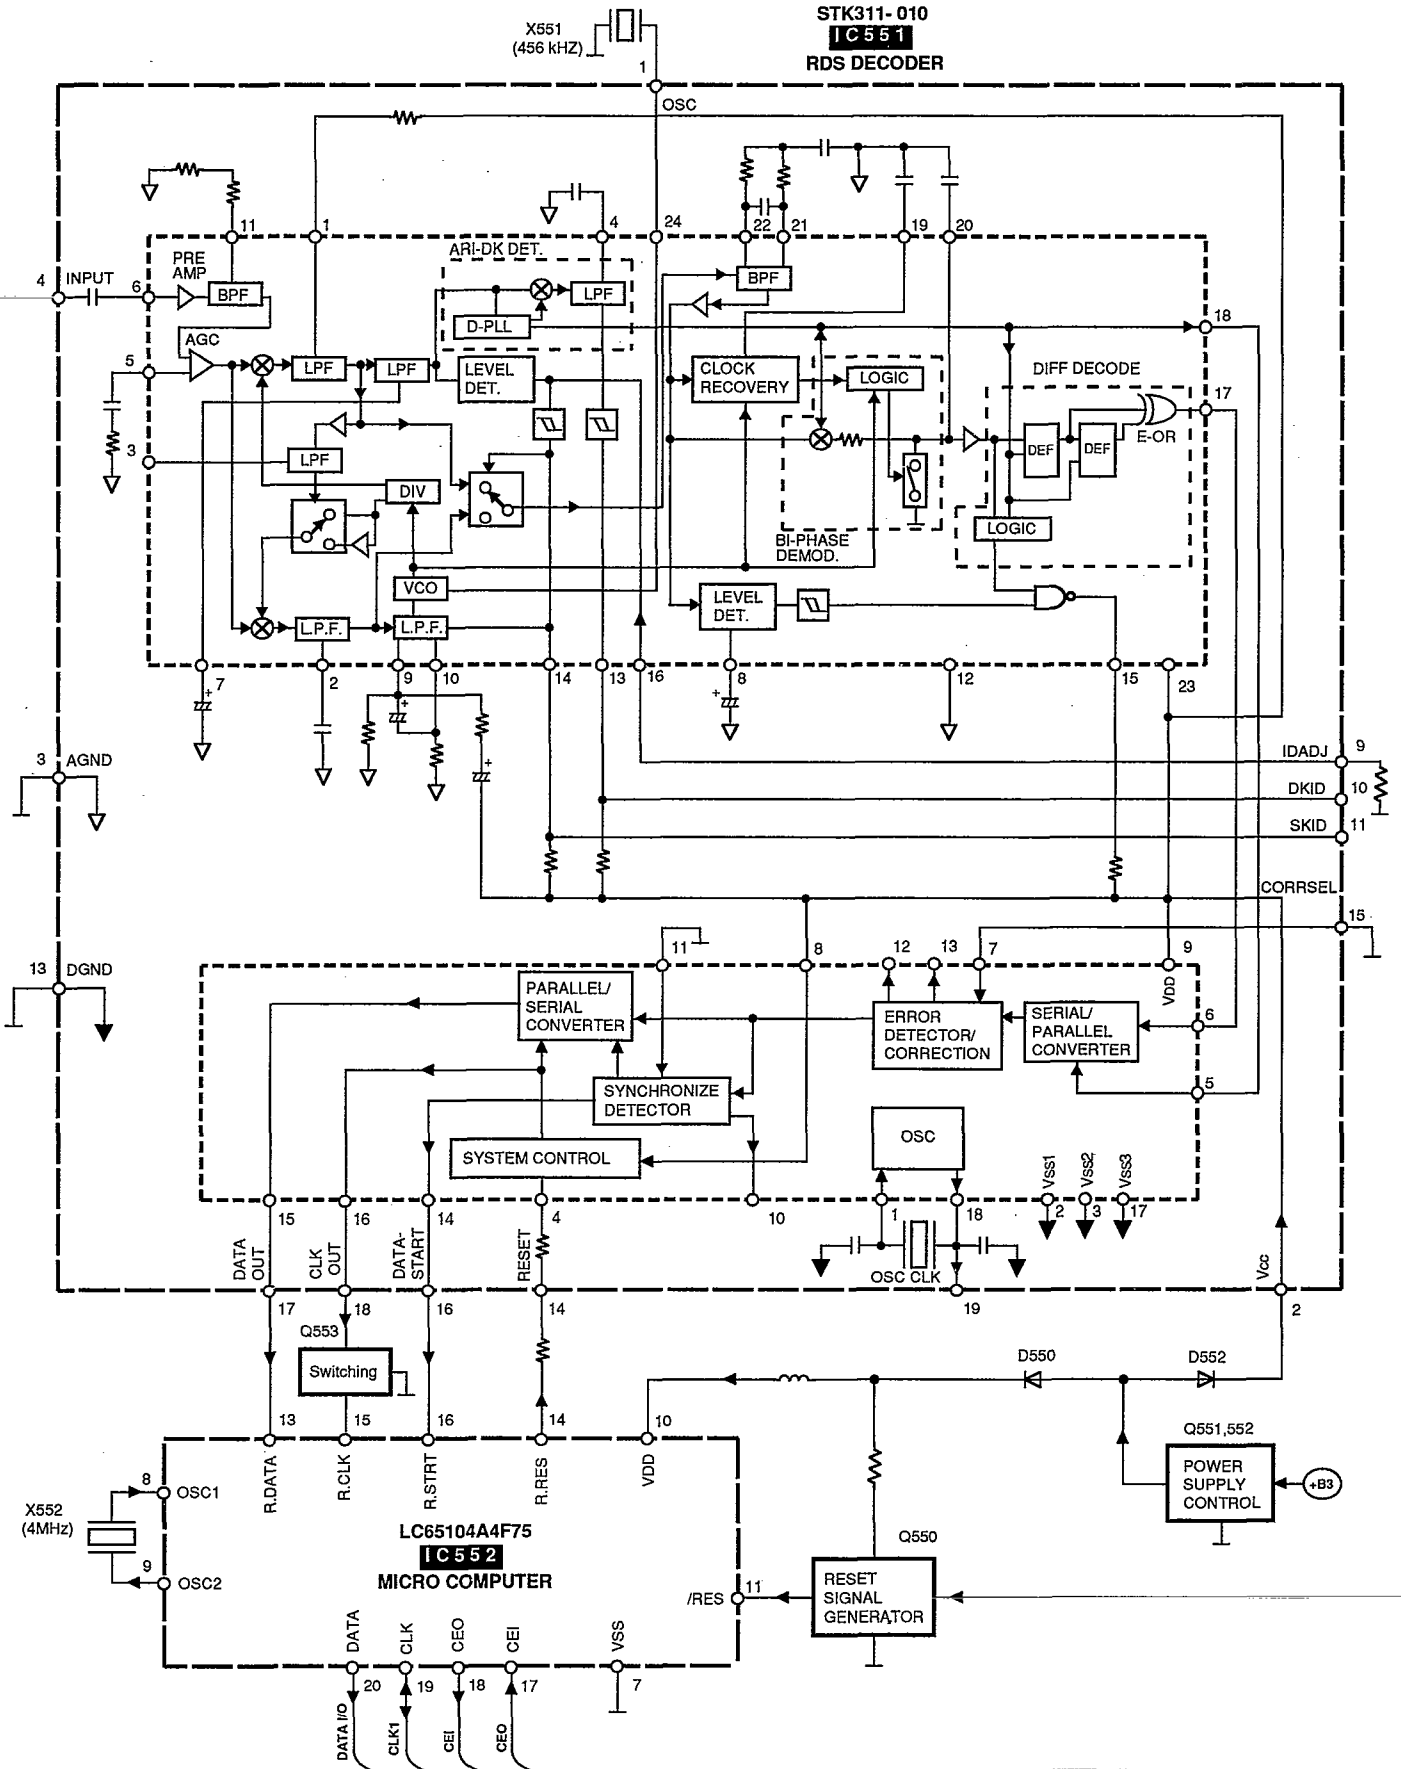 STK311-010
IC551
RDS DECODER
X551
(456 kHZ)
1
OSC
11
1
4
24
22
21
19
20
ARI-DK DET.
PRE
AMP
4
INPUT
6
BPF
LPF
BPF
D-PLL
18
AGC
5
LPF
LPF
LEVEL
DET.
CLOCK
RECOVERY
LOGIC
DIFF DECODE
17
E-OR
3
LPF
DEF
DEF
DIV
LOGIC
BI-PHASE
DEMOD.
VCO
LEVEL
DET.
L.P.F.
L.P.F.
7
+
2
9
+
10
14
13
16
8
+
12
15
23
+
3
AGND
IDADJ
9
DKID
10
SKID
11
CORRSEL
15
13
DGND
11
8
12
13
7
9
VDD
PARALLEL/
SERIAL
CONVERTER
ERROR
DETECTOR/
CORRECTION
SERIAL/
PARALLEL
CONVERTER
6
5
SYNCHRONIZE
DETECTOR
OSC
SYSTEM CONTROL
Vss1
Vss2
Vss3
15
16
14
4
10
1
18
2
3
17
DATA
OUT
CLK
OUT
DATA-
START
RESET
OSC CLK
Vcc
17
18
16
14
19
2
Q553
Switching
D550
D552
13
15
16
14
10
Q551,552
POWER
SUPPLY
CONTROL
+B3
R.DATA
R.CLK
R.STRT
R.RES
VDD
X552
(4MHz)
8
OSC1
9
OSC2
LC65104A4F75
IC552
MICRO COMPUTER
Q550
RESET
SIGNAL
GENERATOR
/RES
11
DATA
CLK
CEO
CEI
VSS
20
19
18
17
7
DATA I/O
CLK1
CEI
CEO